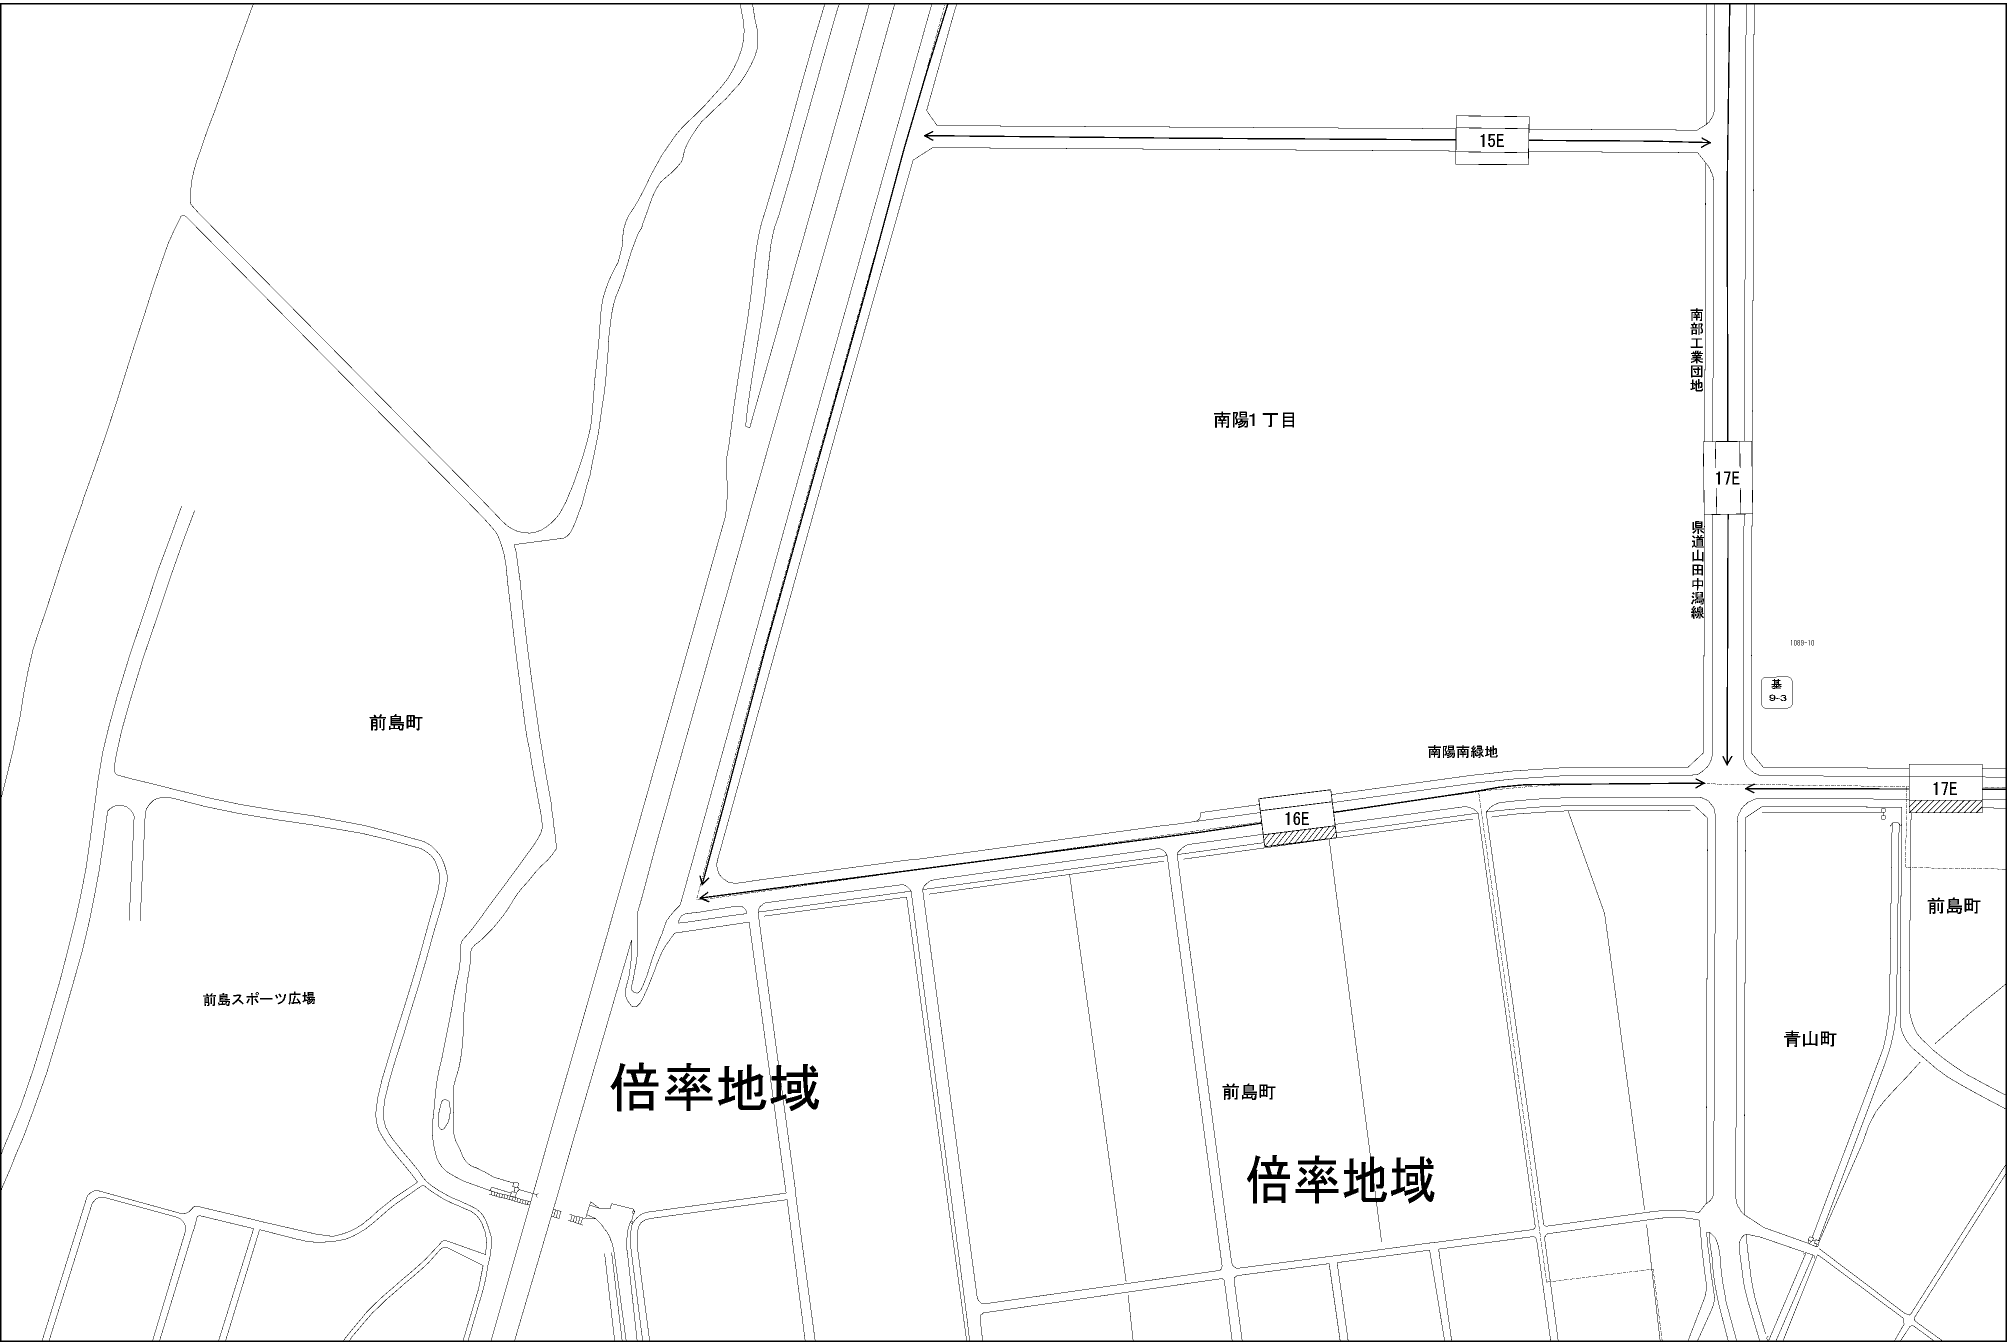 15E
南部工業団地
南陽1丁目
17E
県道山田中潟線
1089-10
基
9-3
前島町
南陽南緑地
17E
16E
前島町
前島スポーツ広場
青山町
倍率地域
前島町
倍率地域